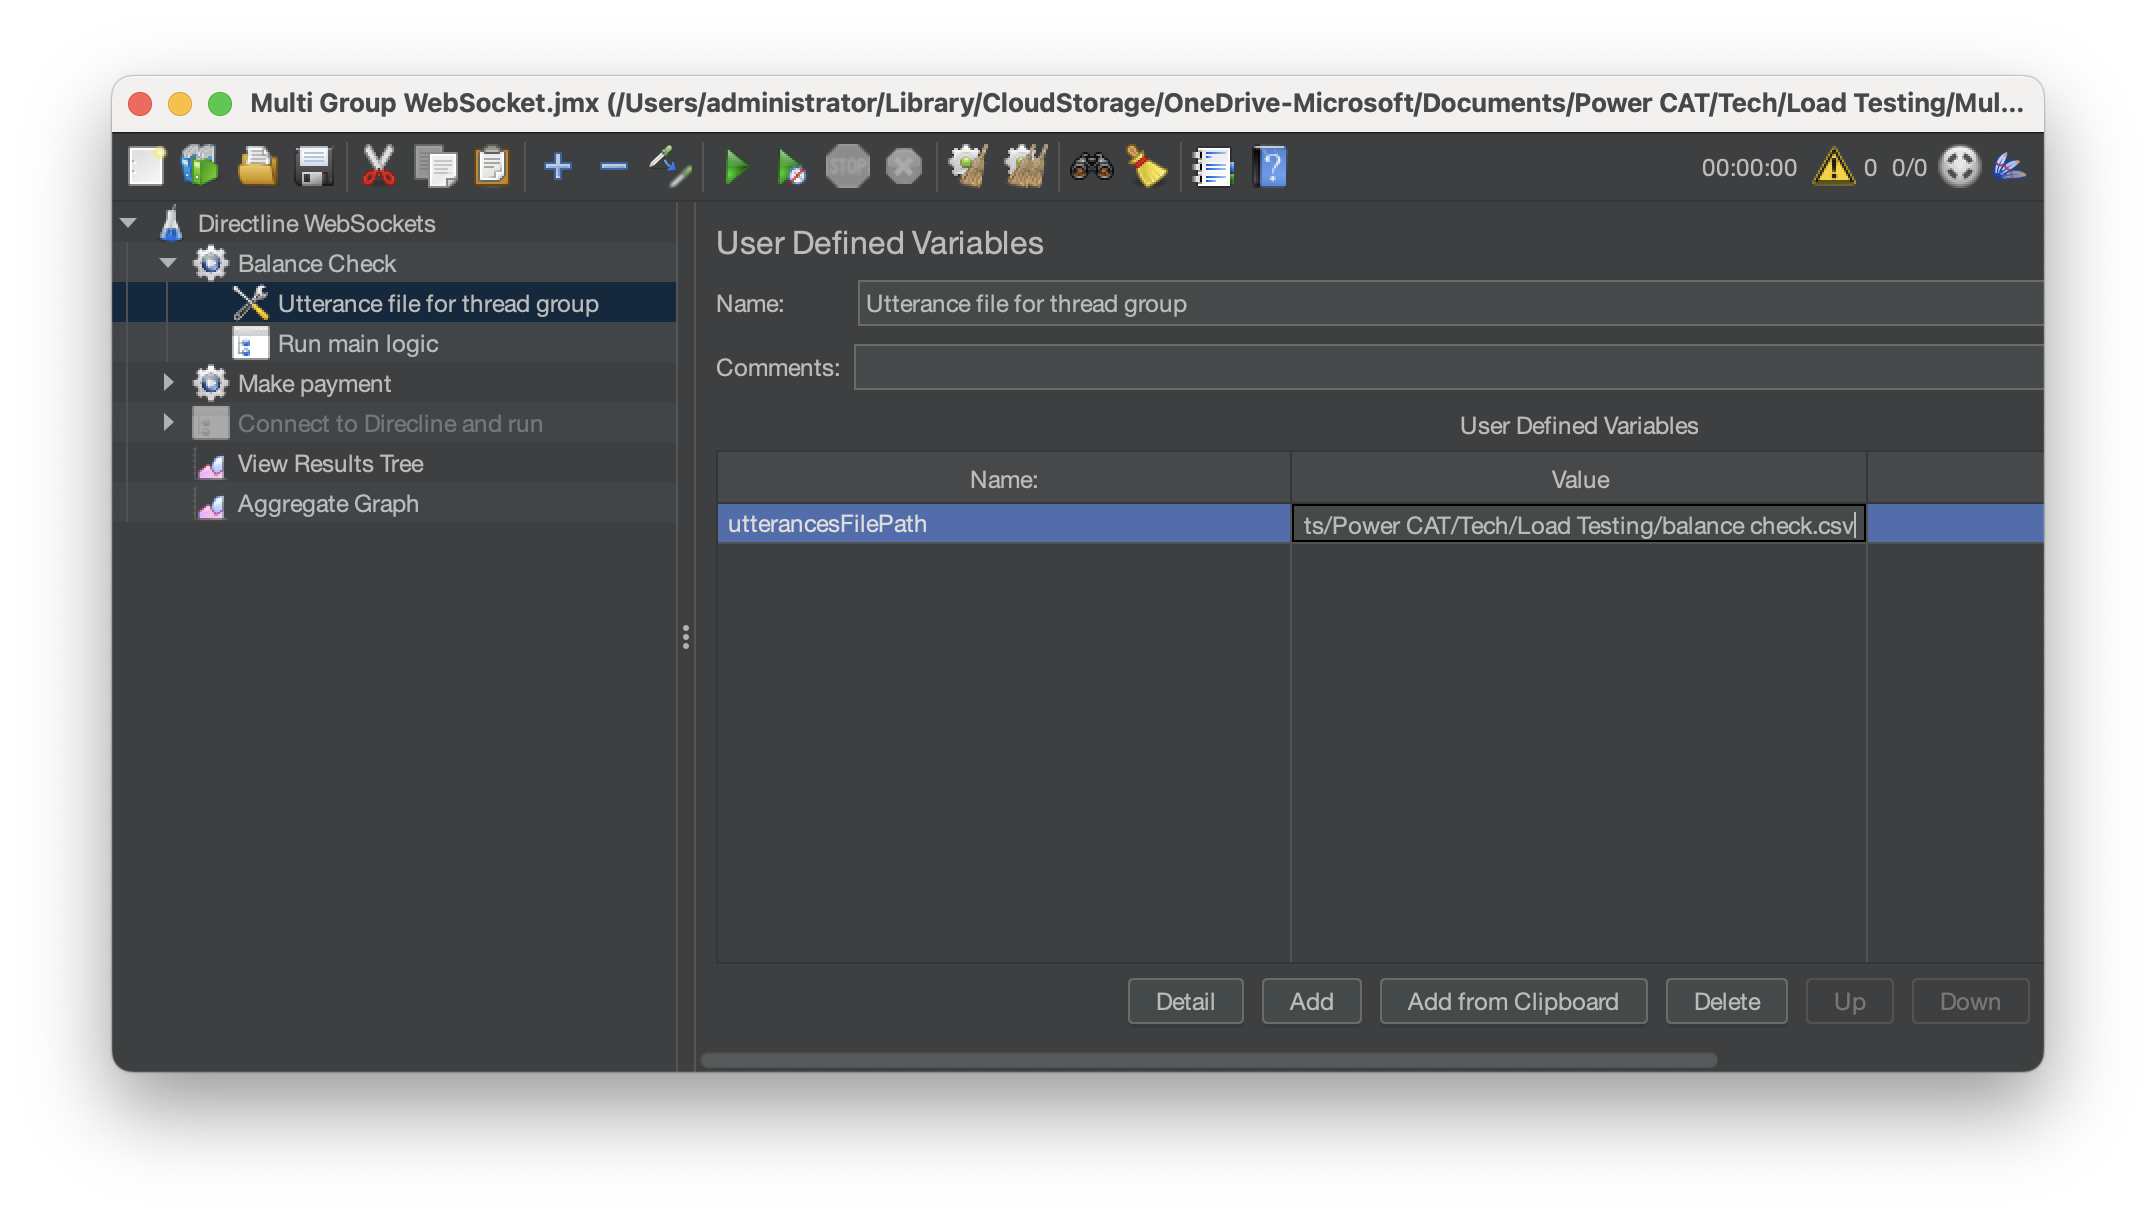 Multi Group WebSocket.jmx (/Users/administrator/Library/CloudStorage/OneDrive-Microsoft/Documents/Power CAT/Tech/Load Testing/Mul...
STOP
00:00:00 0 0/0
Directline WebSockets
Balance Check
Utterance file for thread group
Run main logic
Make payment
Connect to Direcline and run
View Results Tree
Aggregate Graph
User Defined Variables
Name: Utterance file for thread group
Comments:
User Defined Variables
Name: Value
utterancesFilePath ts/Power CAT/Tech/Load Testing/balance check.csv
Detail Add Add from Clipboard Delete Up Down